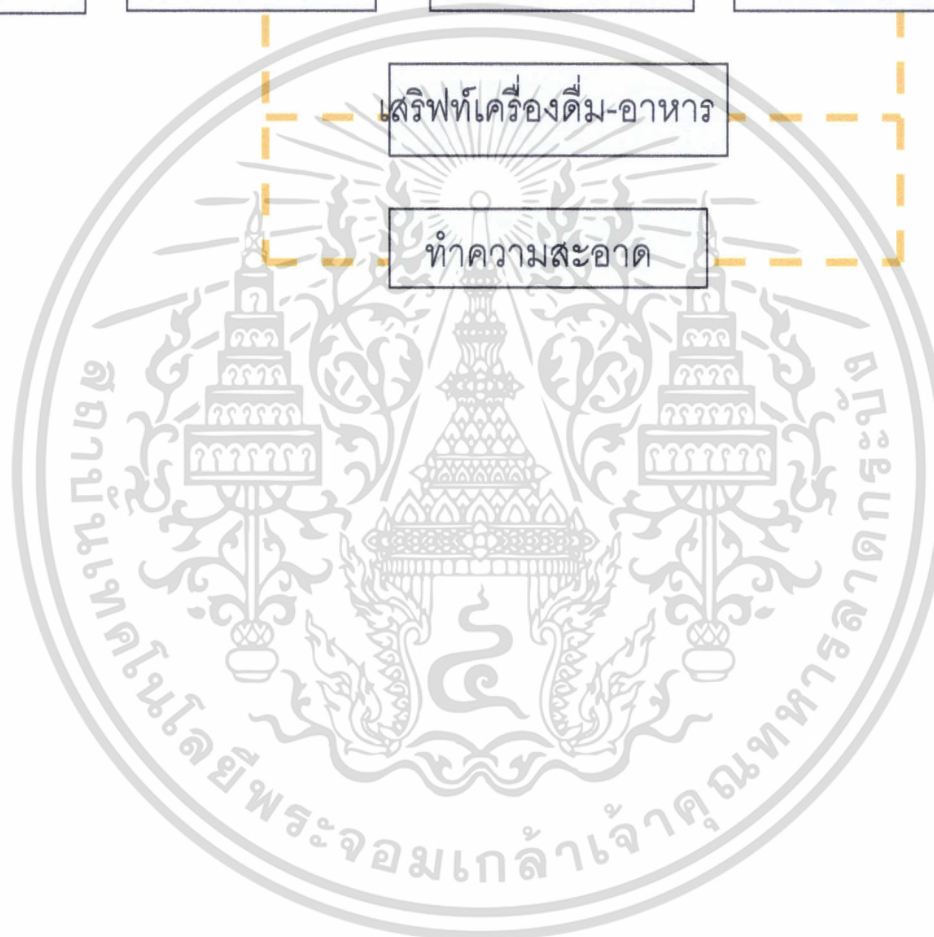 เสริฟท์เครื่องดื่ม-อาหาร
ทำความสะอาด
สถาบันเทคโนโลยีพระจอมเกล้าเจ้าคุณทหารลาดกระบัง
๔